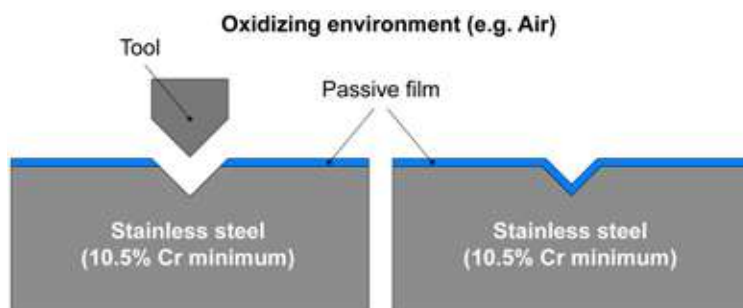 Oxidizing environment (e.g. Air)
Tool
Passive film
Stainless steel
(10.5% Cr minimum)
Stainless steel
(10.5% Cr minimum)